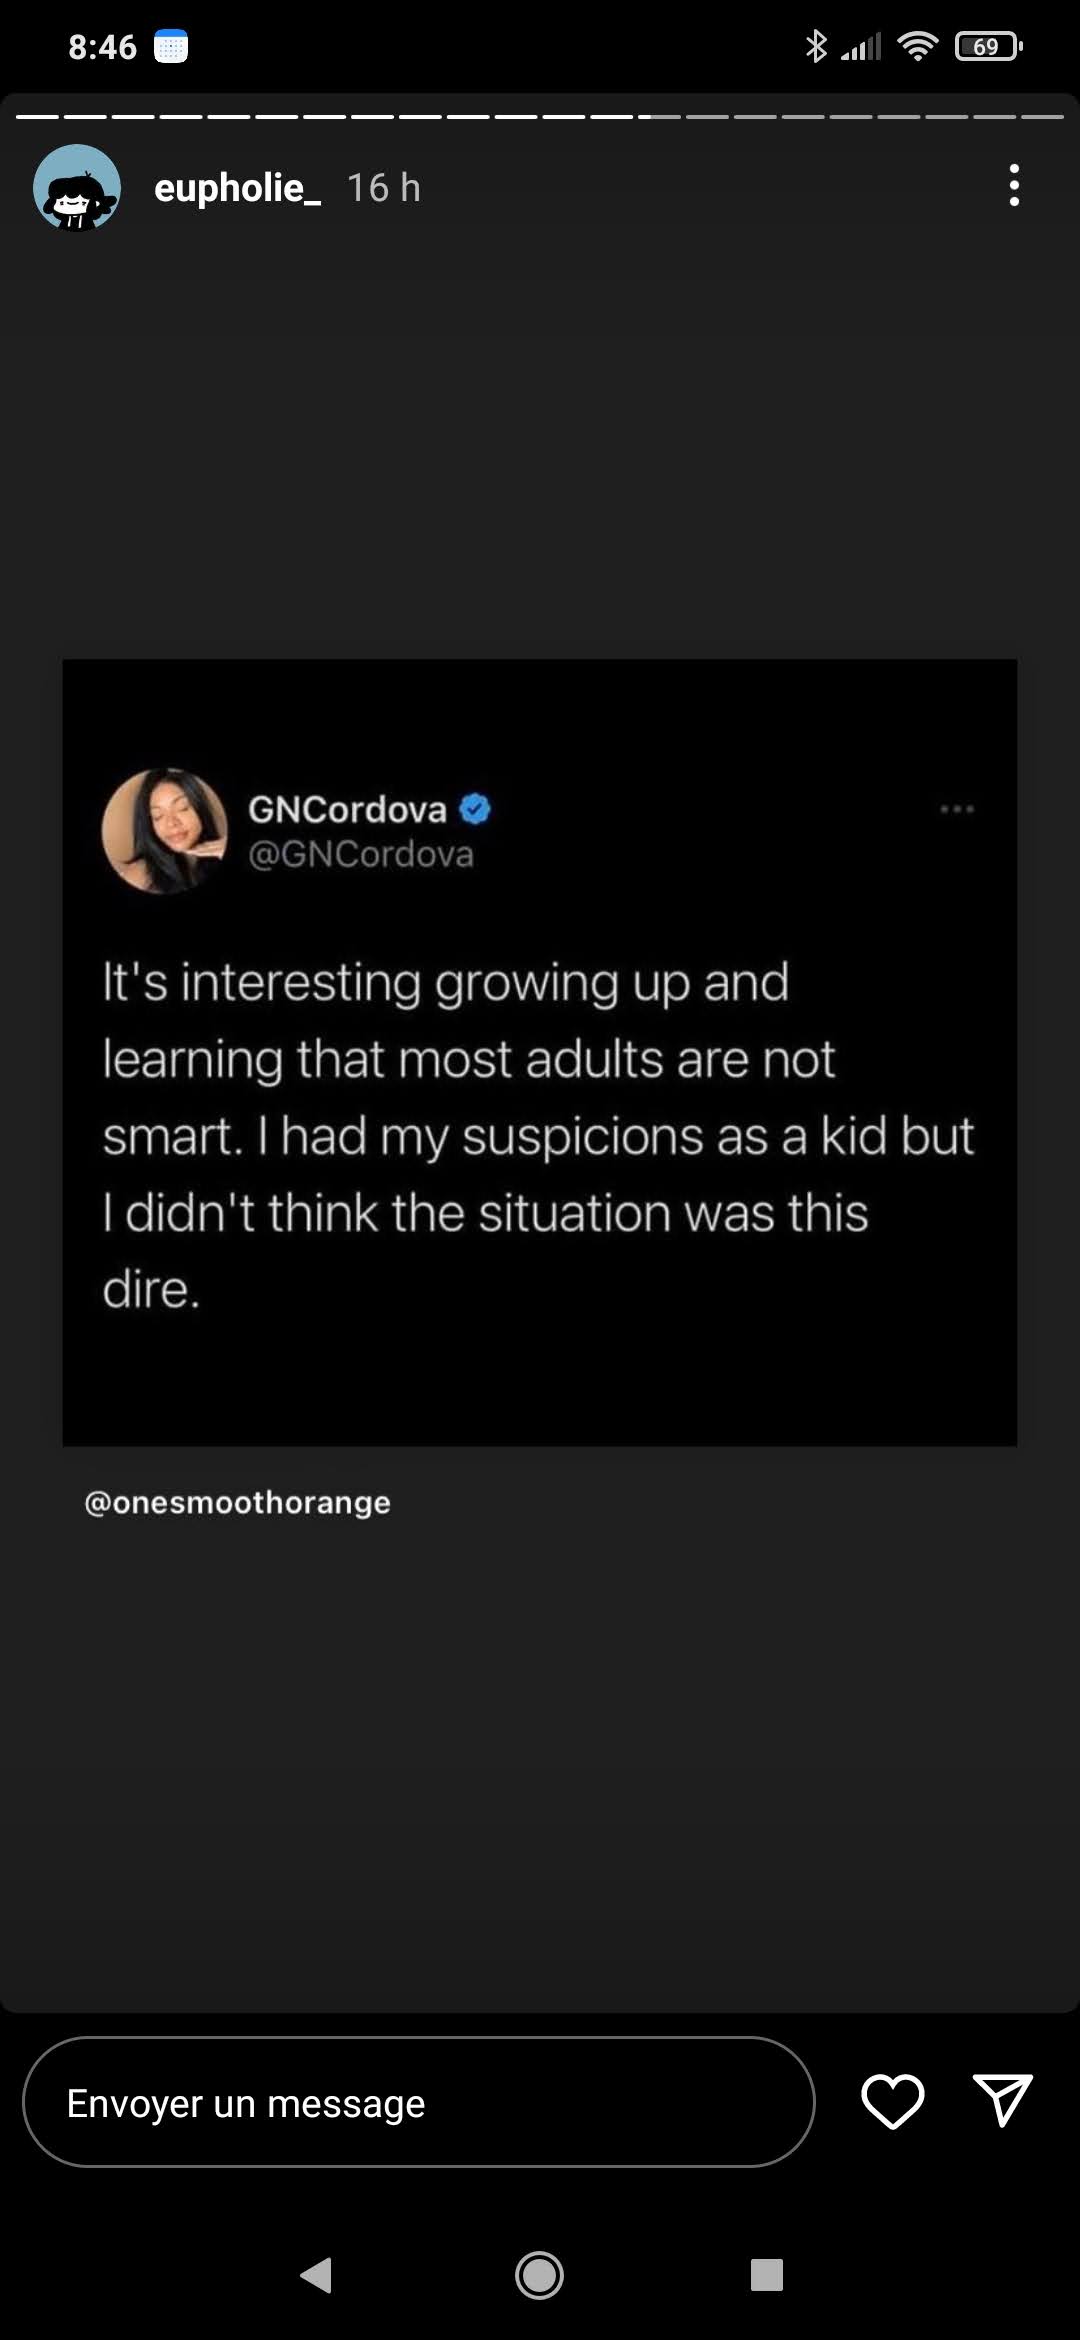 8:46
69
eupholie_ 16 h
GNCordova
@GNCordova
It's interesting growing up and
learning that most adults are not
smart. I had my suspicions as a kid but
I didn't think the situation was this
dire.
@onesmoothorange
Envoyer un message